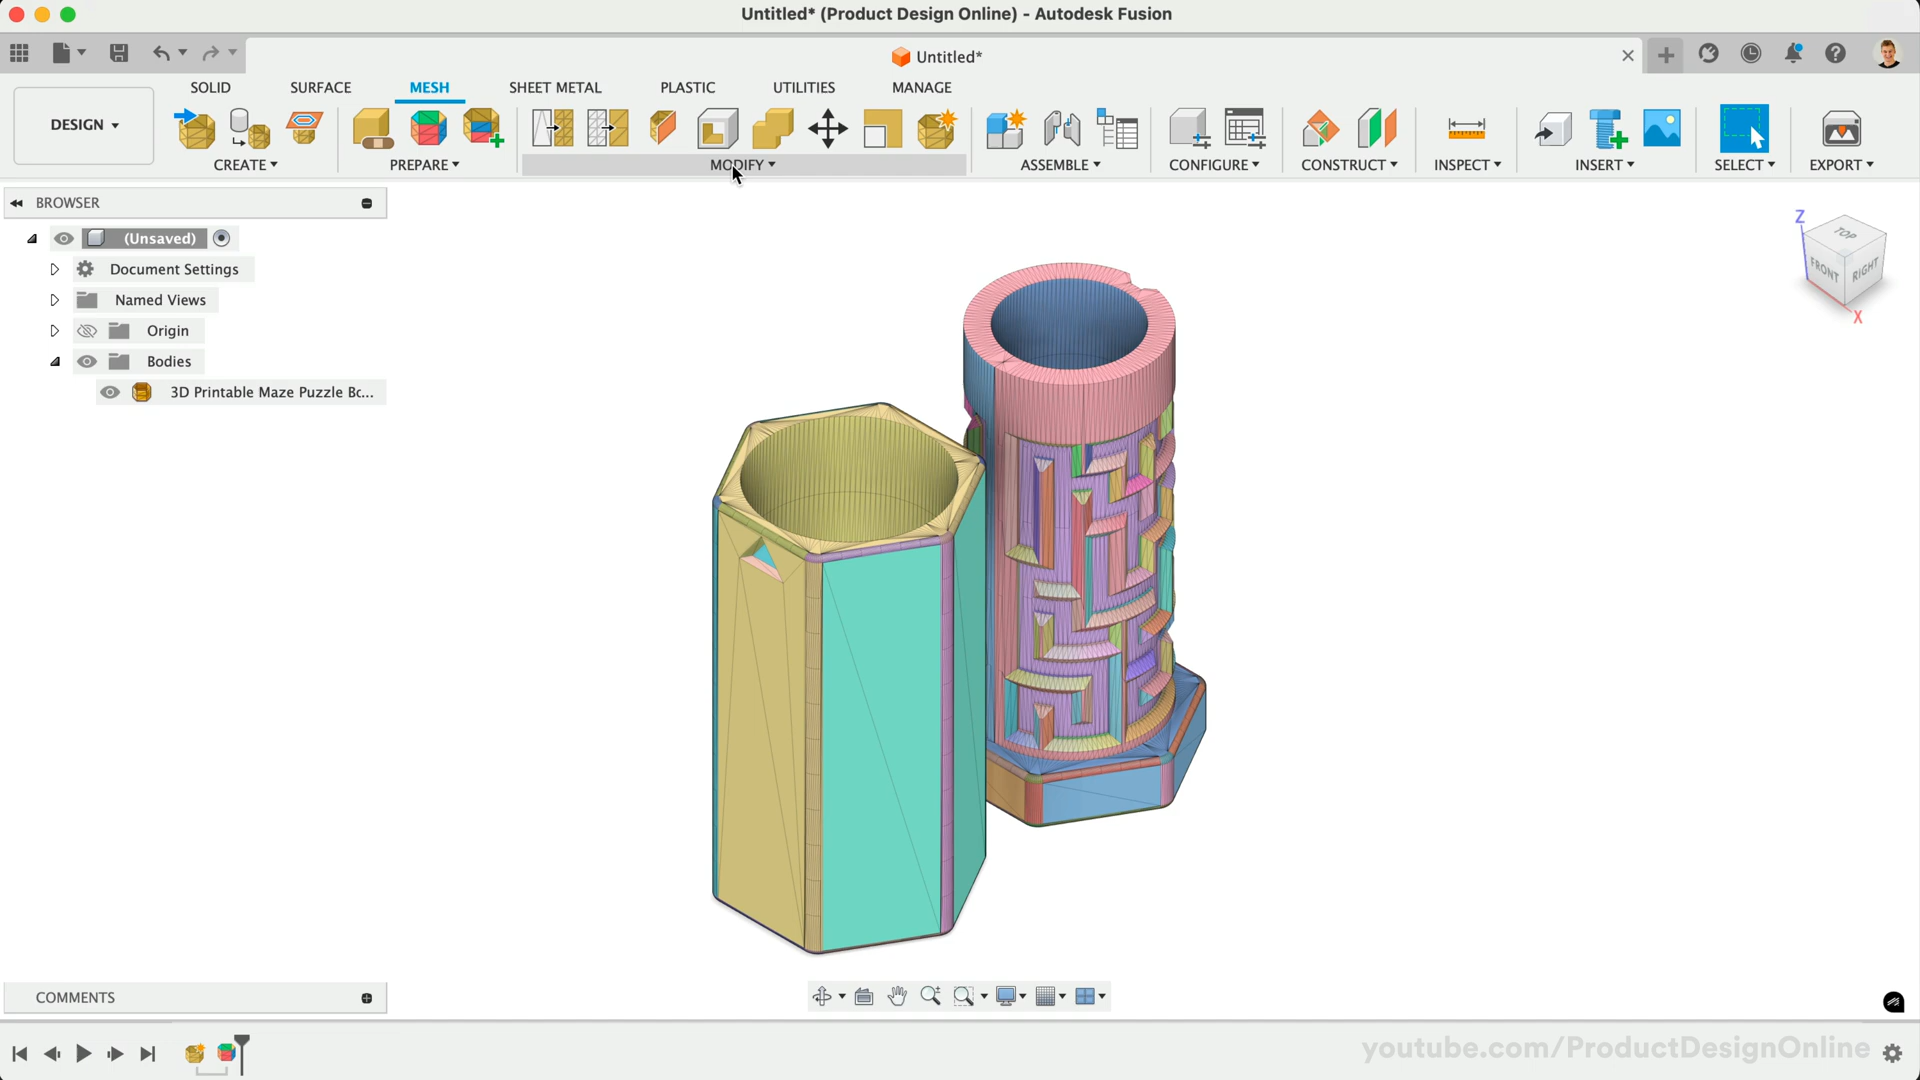 Untitled* (Product Design Online) - Autodesk Fusion
Untitled*
SOLID SURFACE MESH SHEET METAL PLASTIC UTILITIES MANAGE
DESIGN
CREATE PREPARE MODIFY ASSEMBLE CONFIGURE CONSTRUCT INSPECT INSERT SELECT EXPORT
BROWSER
(Unsaved)
Document Settings
Named Views
Origin
Bodies
3D Printable Maze Puzzle Bc...
Z
TOP
FRONT RIGHT
X
COMMENTS
youtube.com/ProductDesignOnline